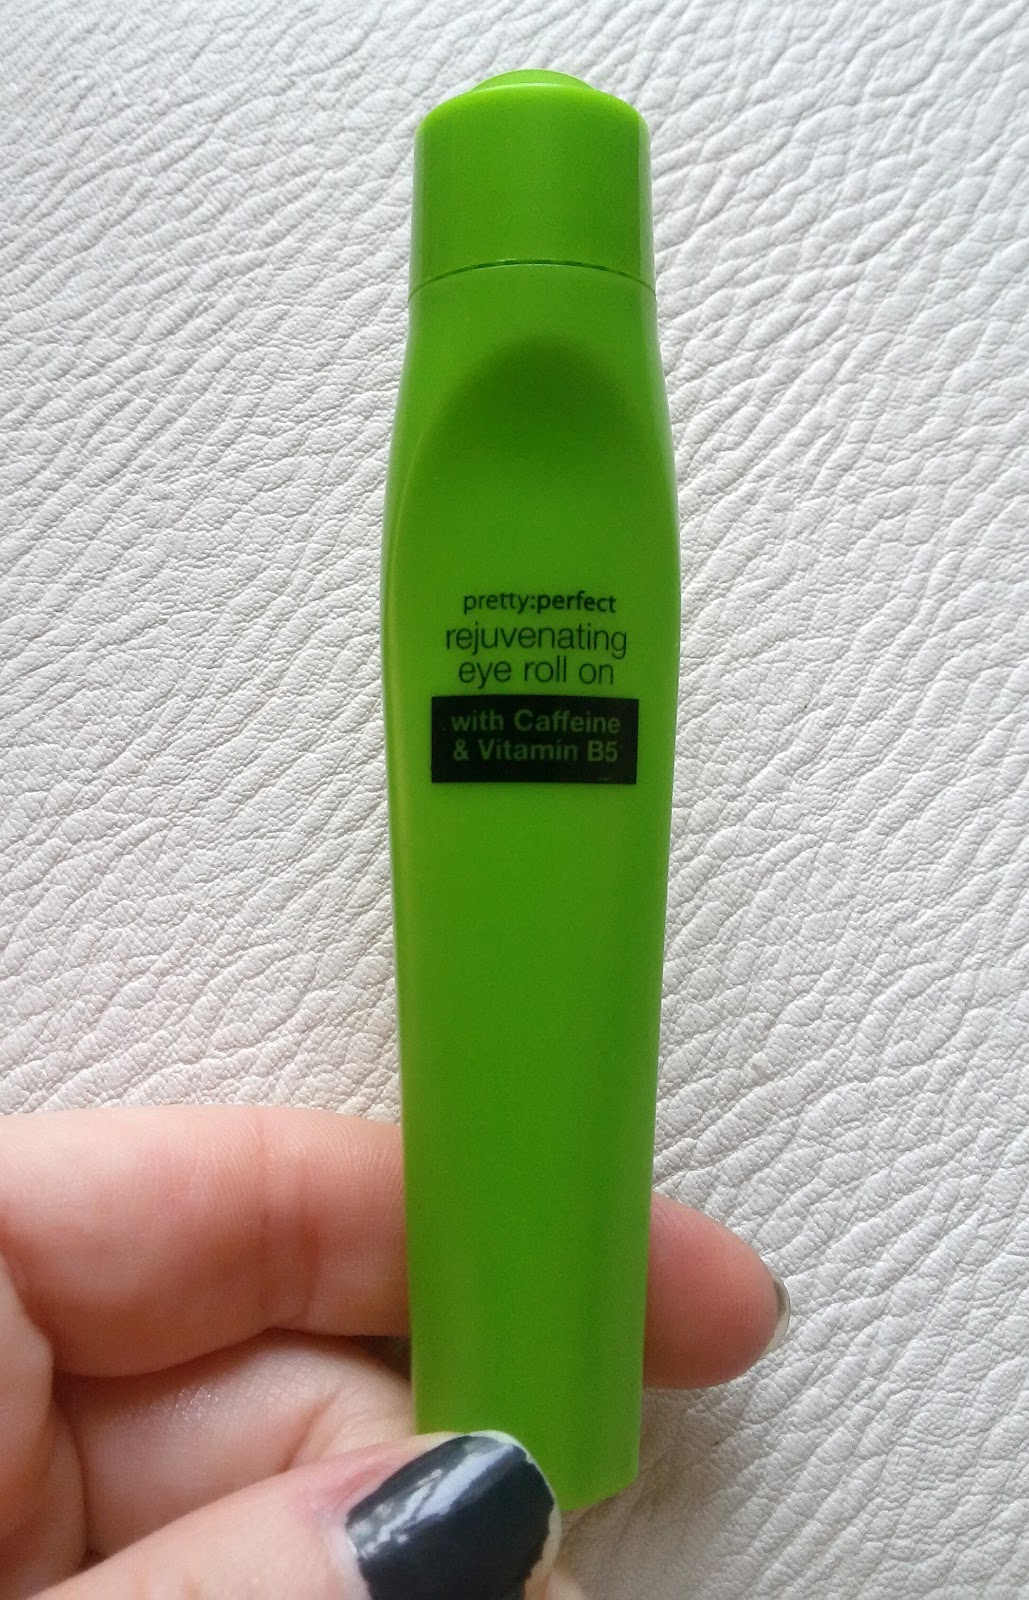 pretty:perfect
rejuvenating
eye roll on
with Caffeine
& Vitamin B5